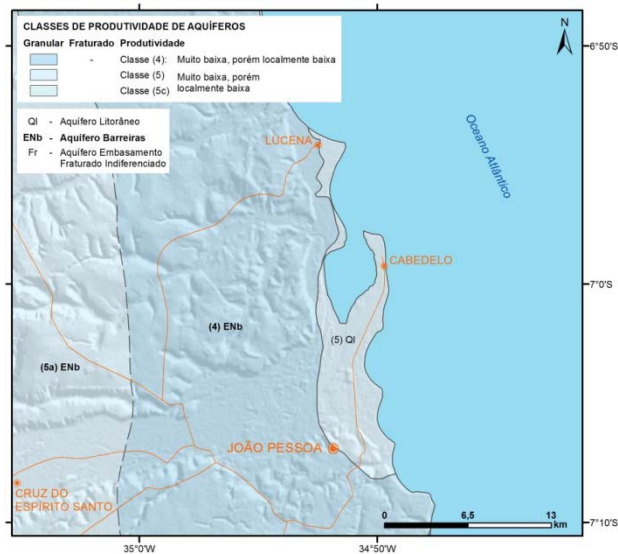 CLASSES DE PRODUTIVIDADE DE AQUÍFEROS
Granular Fraturado Produtividade
- Classe (4): Muito baixa, porém localmente baixa
Classe (5) Muito baixa, porém
Classe (5c) localmente baixa
Ql - Aquífero Litorâneo
ENb - Aquífero Barreiras
Fr - Aquífero Embasamento
Fraturado Indiferenciado
N
6°50'S
Oceano Atlântico
LUCENA
CABEDELO
7°0'S
(4) ENb
(5) Ql
(5a) ENb
JOÃO PESSOA
CRUZ DO
ESPÍRITO SANTO
0 6,5 13
km
7°10'S
35°0'W
34°50'W